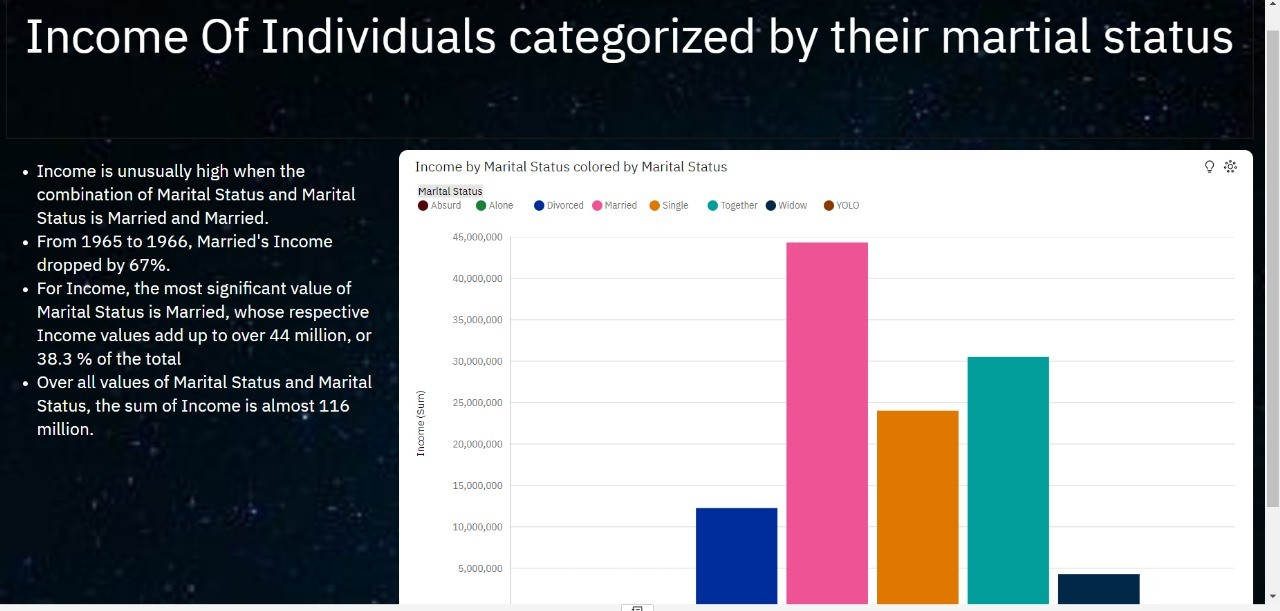 Income Of Individuals categorized by their martial status
• Income is unusually high when the
combination of Marital Status and Marital
Status is Married and Married.
• From 1965 to 1966, Married's Income
dropped by 67%.
• For Income, the most significant value of
Marital Status is Married, whose respective
Income values add up to over 44 million, or
38.3 % of the total
• Over all values of Marital Status and Marital
Status, the sum of Income is almost 116
million.
Income by Marital Status colored by Marital Status
Marital Status
Absurd Alone Divorced Married Single Together Widow YOLO
45,000,000
40,000,000
35,000,000
30,000,000
25,000,000
20,000,000
15,000,000
10,000,000
5,000,000
Income (Sum)